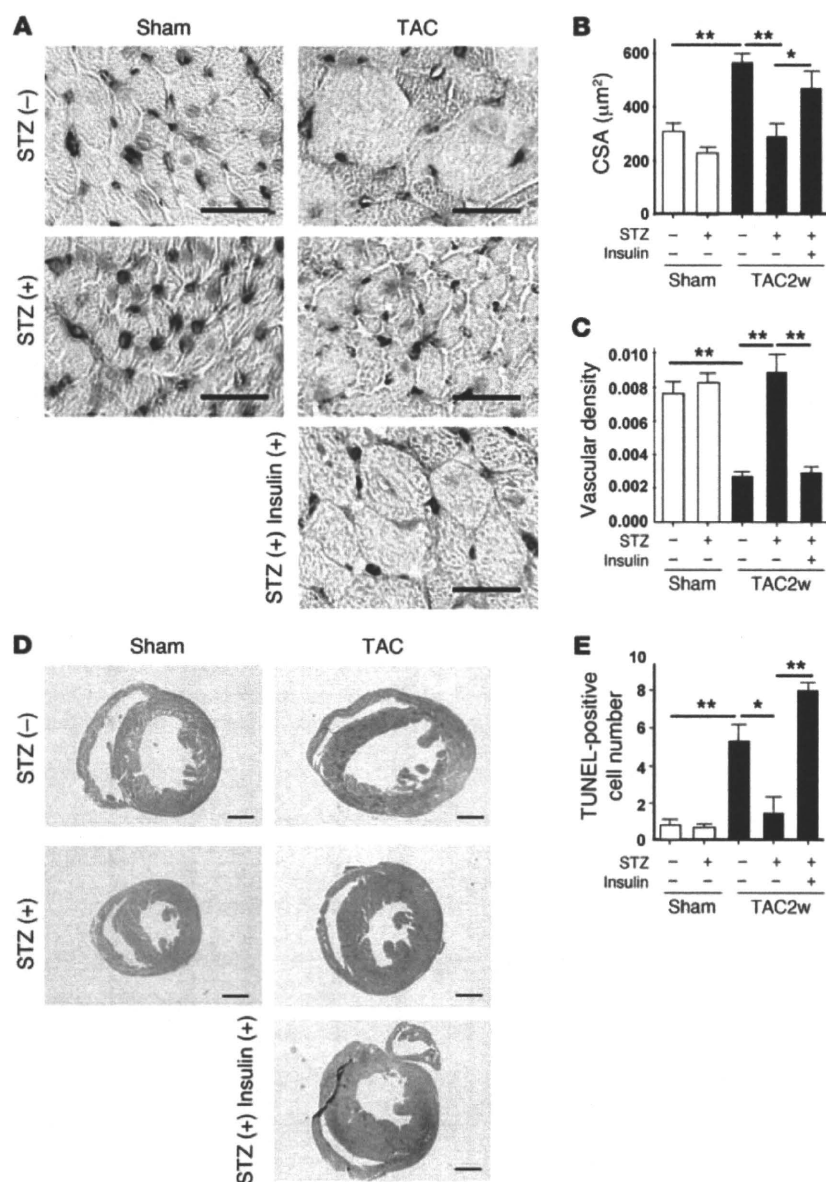 A
Sham
TAC
STZ (–)
STZ (+)
STZ (+) Insulin (+)
B
** **
*
600
400
200
0
CSA (µm²)
STZ – + – + +
Insulin – – – – +
Sham TAC2w
C
** **
**
0.010
0.008
0.006
0.004
0.002
0.000
Vascular density
STZ – + – + +
Insulin – – – – +
Sham TAC2w
D
Sham
TAC
STZ (–)
STZ (+)
STZ (+) Insulin (+)
E
**
** *
10
8
6
4
2
0
TUNEL-positive
cell number
STZ – + – + +
Insulin – – – – +
Sham TAC2w